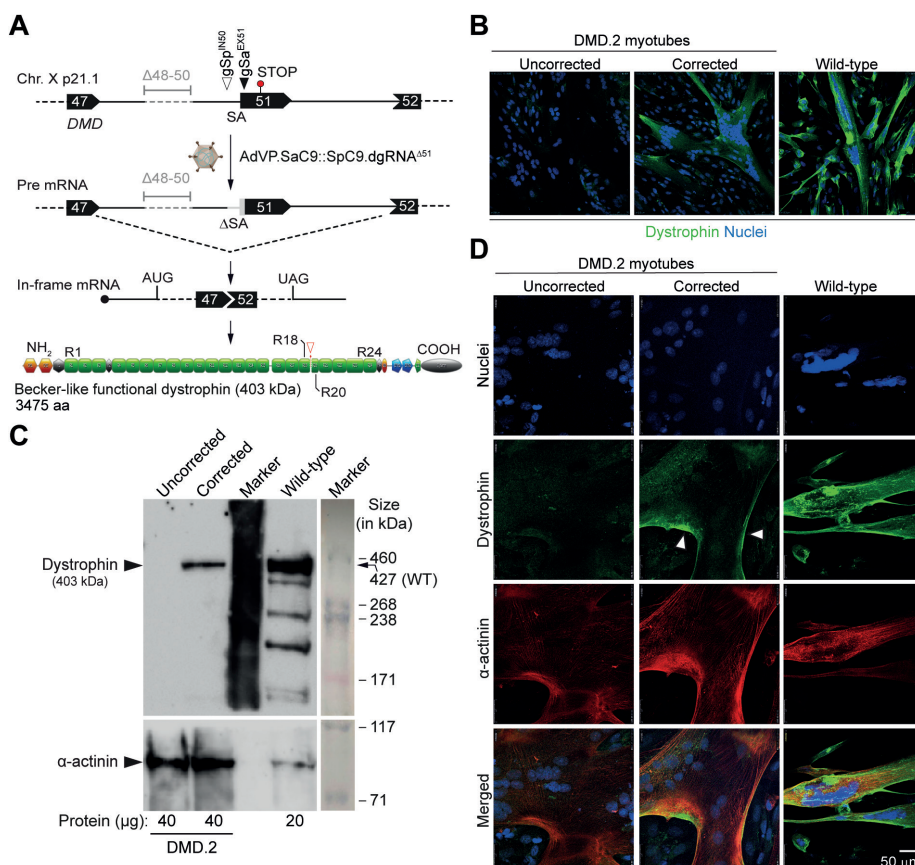 A
gSp^IN50
gSa^EX51
STOP
Chr. X p21.1
Δ48-50
47
51
52
DMD
SA
AdVP.SaC9::SpC9.dgRNA^Δ51
Pre mRNA
Δ48-50
47
51
52
ΔSA
In-frame mRNA
AUG
UAG
47
52
NH2
R1
R18
R24
COOH
R20
Becker-like functional dystrophin (403 kDa)
3475 aa
B
DMD.2 myotubes
Uncorrected
Corrected
Wild-type
Dystrophin Nuclei
C
Uncorrected
Corrected
Marker
Wild-type
Marker
Size
(in kDa)
Dystrophin
(403 kDa)
460
427 (WT)
268
238
171
117
α-actinin
71
Protein (µg): 40 40 20
DMD.2
D
DMD.2 myotubes
Uncorrected
Corrected
Wild-type
Nuclei
Dystrophin
α-actinin
Merged
50 µm